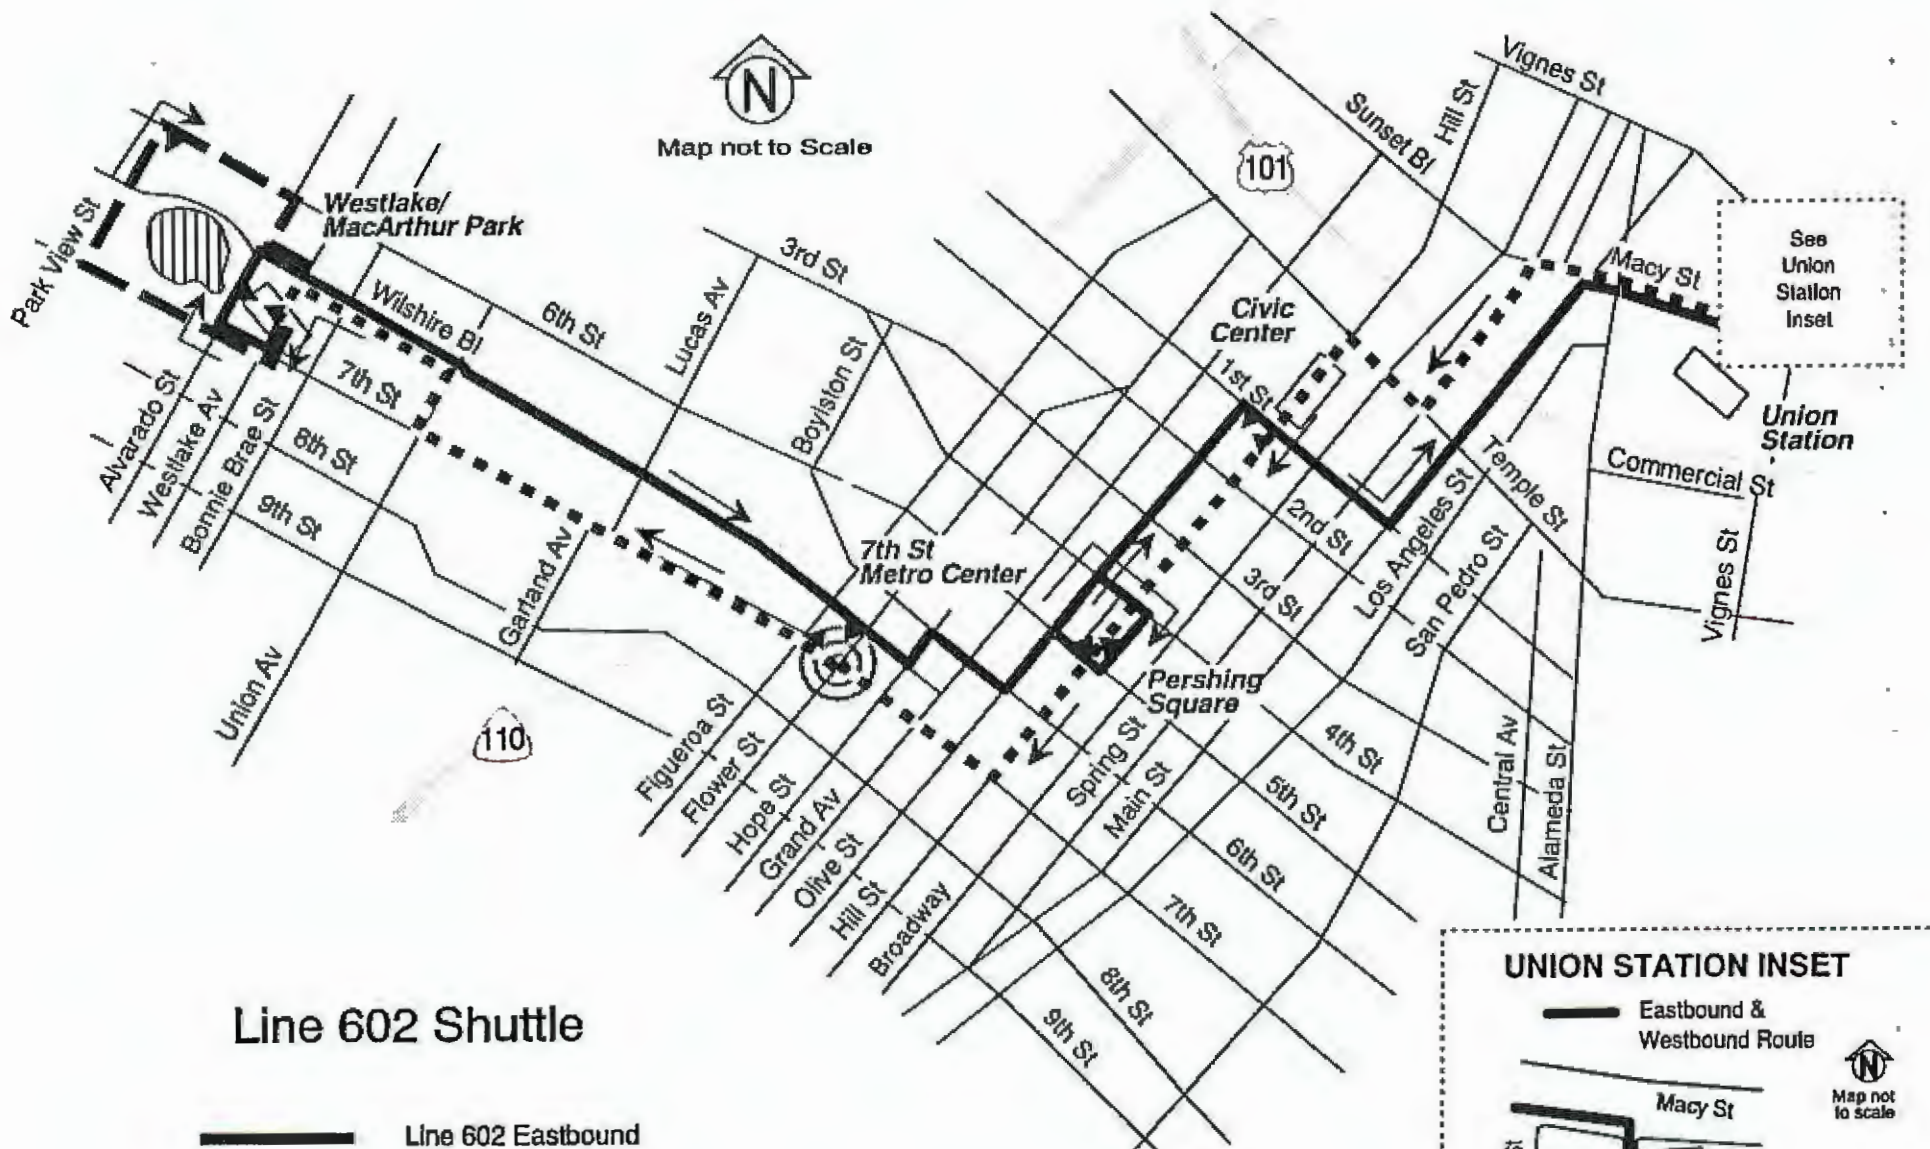 N
Map not to Scale
101
Sunset Bl
Hill St
Vignes St
Westlake/
MacArthur Park
Park View St
Wilshire Bl
6th St
Lucas Av
3rd St
Boylston St
Civic
Center
1st St
Macy St
See
Union
Station
Inset
Union
Station
Alvarado St
Westlake Av
Bonnie Brae St
7th St
8th St
9th St
Union Av
Garland Av
110
7th St
Metro Center
2nd St
3rd St
Los Angeles St
Temple St
San Pedro St
Commercial St
Vignes St
Pershing
Square
Figueroa St
Flower St
Hope St
Grand Av
Olive St
Hill St
Broadway
Spring St
Main St
4th St
5th St
6th St
7th St
8th St
9th St
Central Av
Alameda St
Line 602 Shuttle
Line 602 Eastbound
UNION STATION INSET
Eastbound &
Westbound Route
N
Map not
to scale
Macy St
St